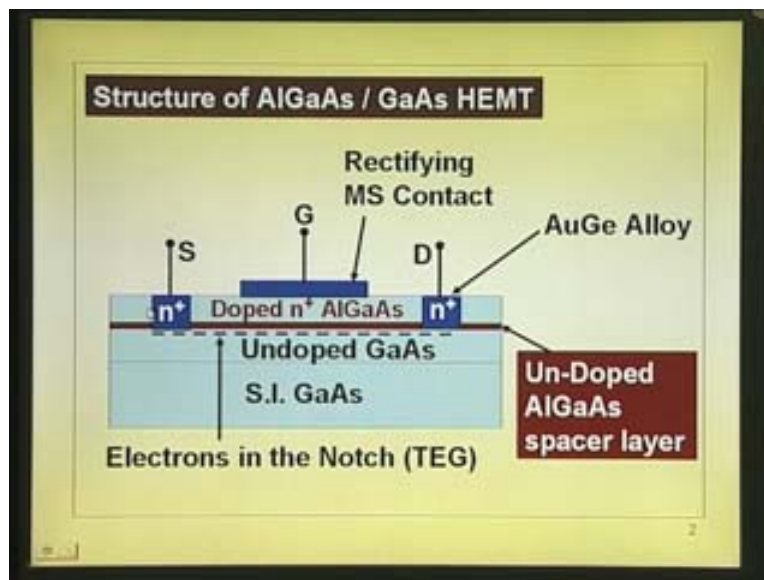 Structure of AlGaAs / GaAs HEMT
Rectifying
MS Contact
G
AuGe Alloy
S
D
n⁺
Doped n⁺ AlGaAs
n⁺
Undoped GaAs
S.I. GaAs
Un-Doped
AlGaAs
spacer layer
Electrons in the Notch (TEG)
2